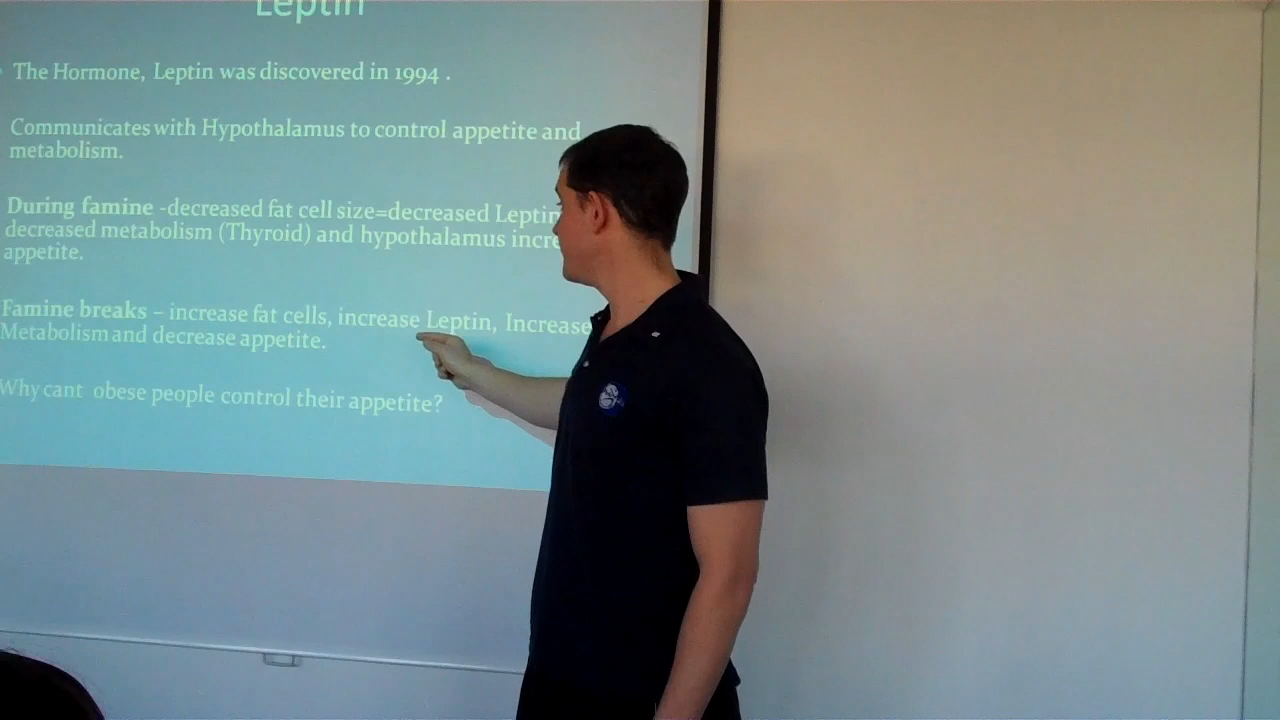 Leptin
The Hormone, Leptin was discovered in 1994 .
Communicates with Hypothalamus to control appetite and
metabolism.
During famine -decreased fat cell size=decreased Leptin
decreased metabolism (Thyroid) and hypothalamus incre
appetite.
Famine breaks – increase fat cells, increase Leptin, Increase
Metabolism and decrease appetite.
Why cant obese people control their appetite?